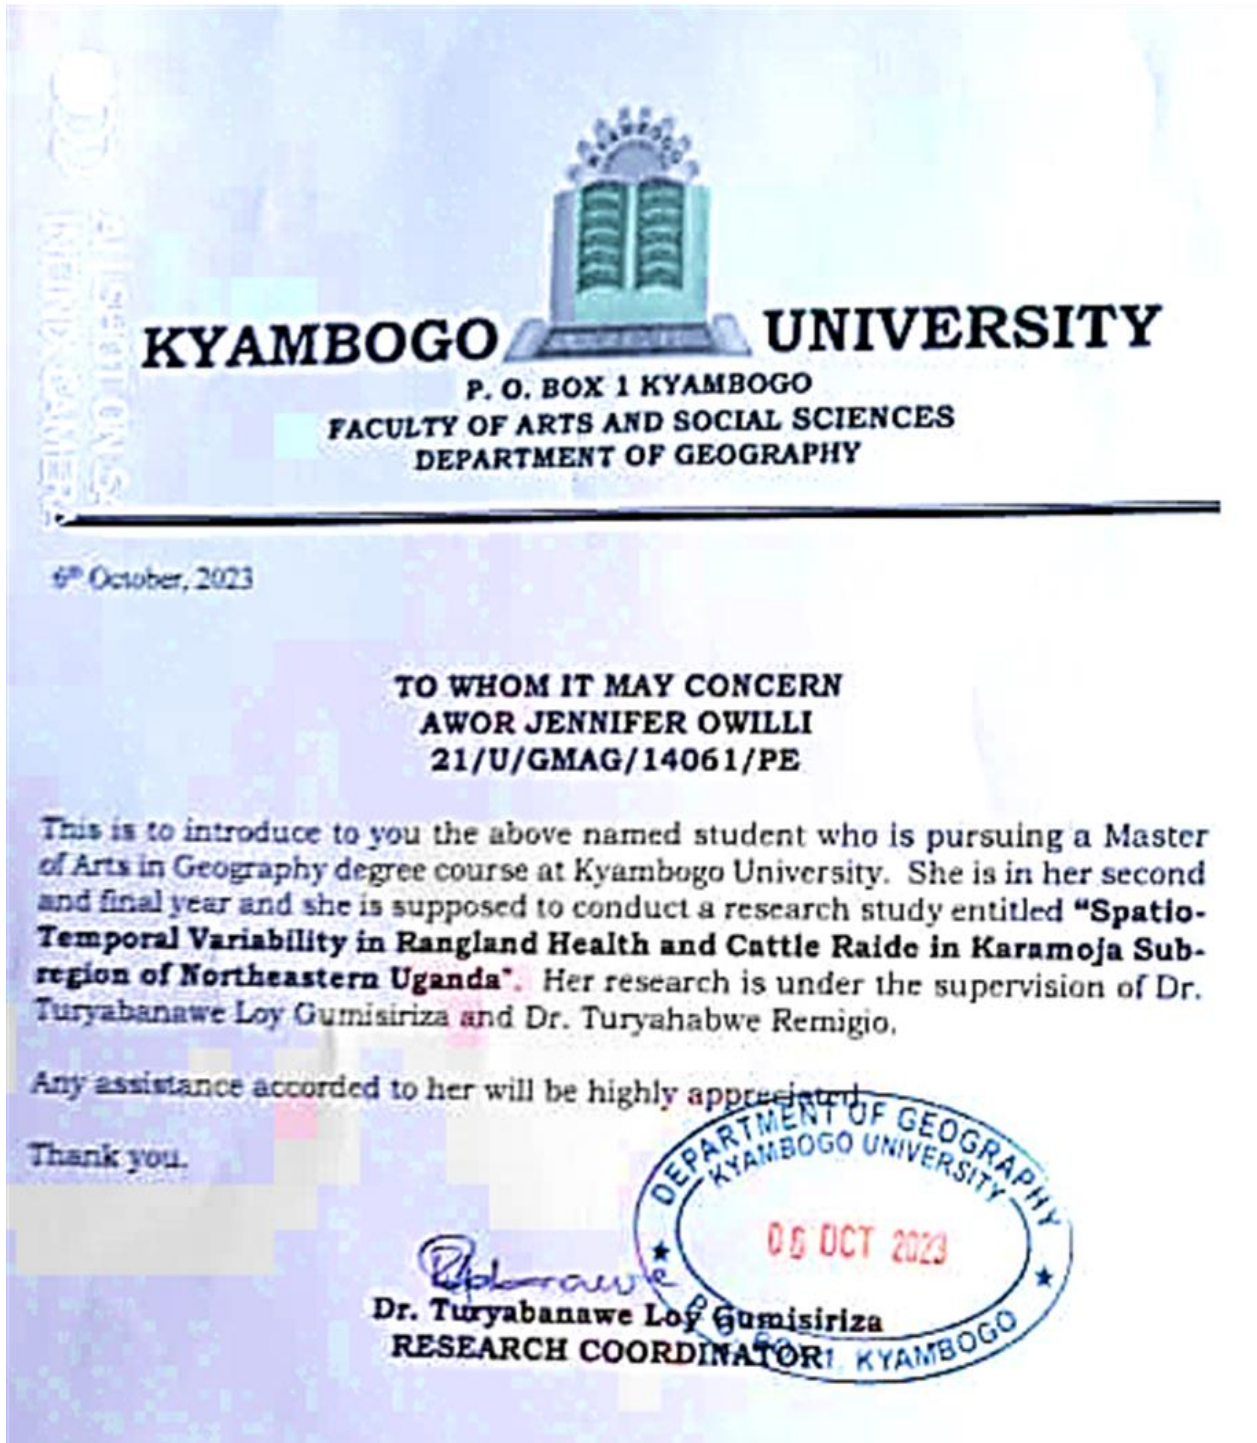 KYAMBOGO
KYAMBOGO UNIVERSITY
P. O. BOX 1 KYAMBOGO
FACULTY OF ARTS AND SOCIAL SCIENCES
DEPARTMENT OF GEOGRAPHY
6th October, 2023
TO WHOM IT MAY CONCERN
AWOR JENNIFER OWILLI
21/U/GMAG/14061/PE
This is to introduce to you the above named student who is pursuing a Master
of Arts in Geography degree course at Kyambogo University. She is in her second
and final year and she is supposed to conduct a research study entitled "Spatio-
Temporal Variability in Rangland Health and Cattle Raide in Karamoja Sub-
region of Northeastern Uganda". Her research is under the supervision of Dr.
Turyabanawe Loy Gumisiriza and Dr. Turyahabwe Remigio.
Any assistance accorded to her will be highly appreciated.
Thank you.
DEPARTMENT OF GEOGRAPHY
KYAMBOGO UNIVERSITY
06 OCT 2023
P. O. BOX 1, KYAMBOGO
Dr. Turyabanawe Loy Gumisiriza
RESEARCH COORDINATOR